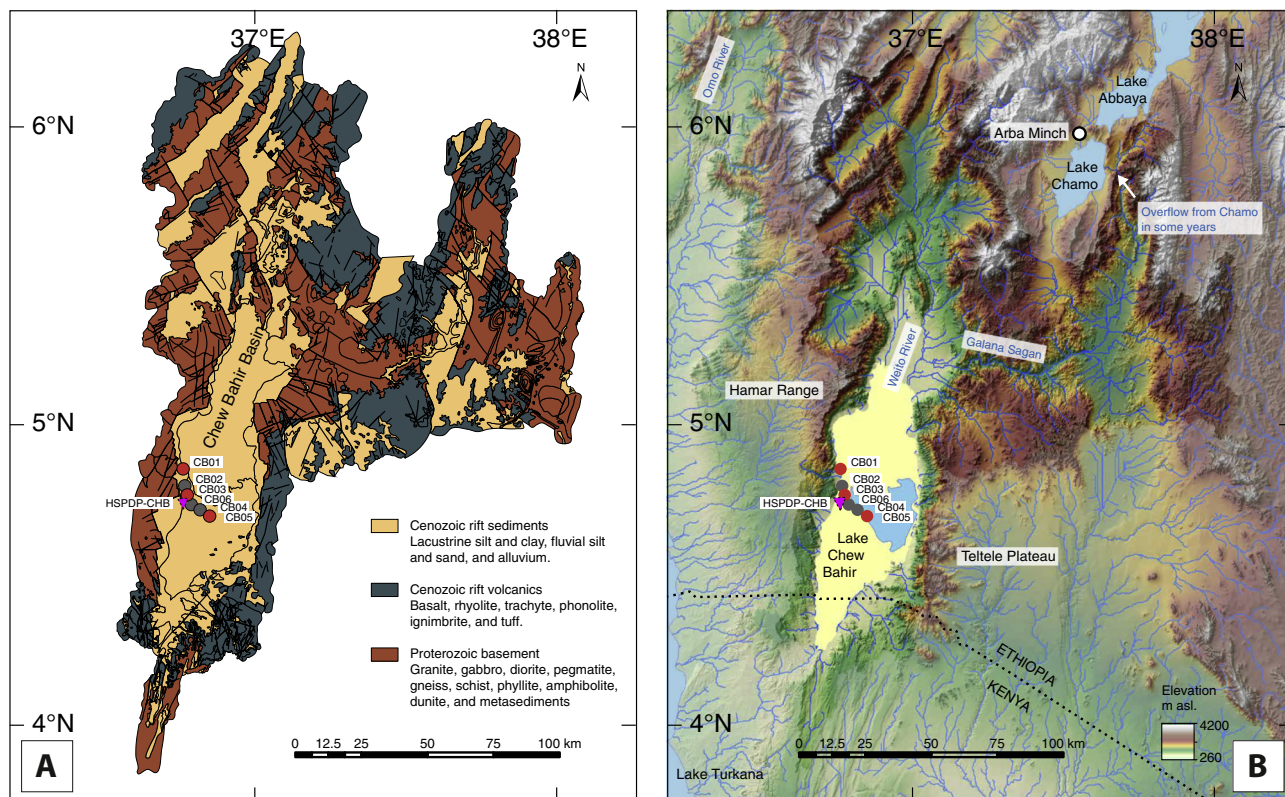 37°E
38°E
N
6°N
5°N
4°N
Chew Bahir Basin
CB01
CB02
CB03
CB06
HSPDP-CHB
CB04
CB05
Cenozoic rift sediments
Lacustrine silt and clay, fluvial silt
and sand, and alluvium.
Cenozoic rift volcanics
Basalt, rhyolite, trachyte, phonolite,
ignimbrite, and tuff.
Proterozoic basement
Granite, gabbro, diorite, pegmatite,
gneiss, schist, phyllite, amphibolite,
dunite, and metasediments
0 12.5 25 50 75 100 km
A
37°E
38°E
N
Omo River
Lake
Abbaya
6°N
Arba Minch
Lake
Chamo
Overflow from Chamo
in some years
Weito River
Galana Sagan
Hamar Range
5°N
CB01
CB02
CB03
CB06
HSPDP-CHB
CB04
CB05
Lake
Chew
Bahir
Teltele Plateau
ETHIOPIA
KENYA
Elevation
m asl.
4200
260
4°N
0 12.5 25 50 75 100 km
Lake Turkana
B